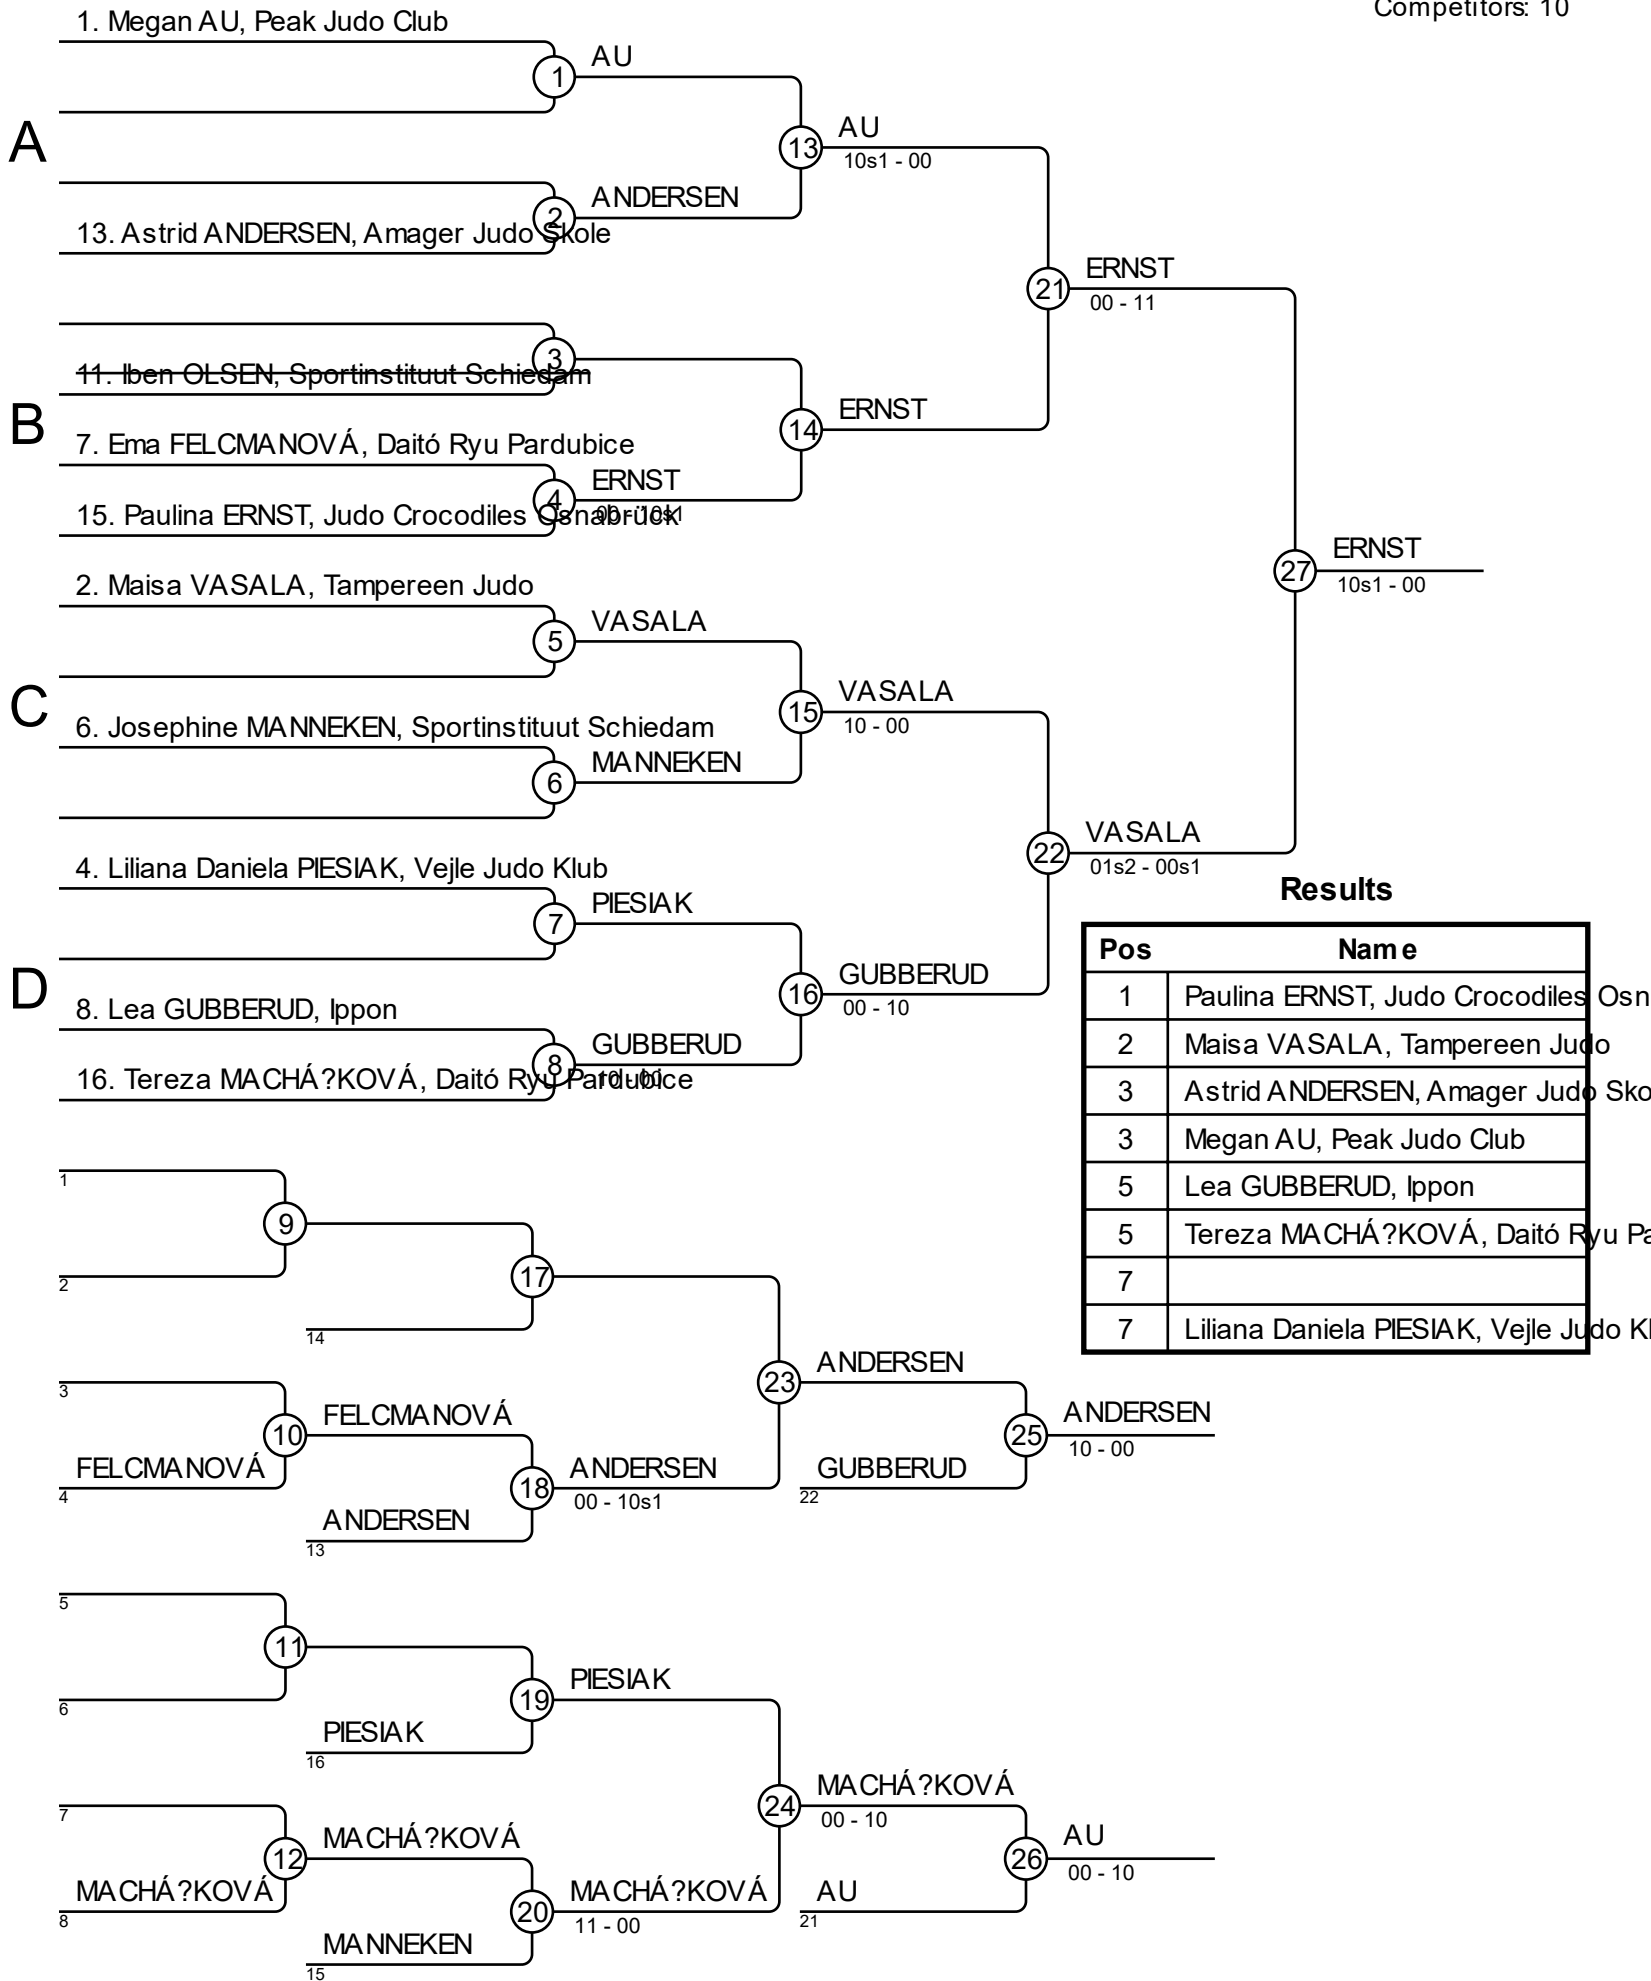 Competitors: 10
1. Megan AU, Peak Judo Club
1
AU
A
13
AU
10s1 - 00
2
ANDERSEN
13. Astrid ANDERSEN, Amager Judo Skole
21
ERNST
00 - 11
3
11. Iben OLSEN, Sportinstituut Schiedam
B
14
ERNST
7. Ema FELCMANOVÁ, Daitó Ryu Pardubice
4
ERNST
00 - 10s1
15. Paulina ERNST, Judo Crocodiles Osnabrück
27
ERNST
10s1 - 00
2. Maisa VASALA, Tampereen Judo
5
VASALA
C
15
VASALA
10 - 00
6. Josephine MANNEKEN, Sportinstituut Schiedam
6
MANNEKEN
22
VASALA
01s2 - 00s1
4. Liliana Daniela PIESIAK, Vejle Judo Klub
7
PIESIAK
D
16
GUBBERUD
00 - 10
8. Lea GUBBERUD, Ippon
8
GUBBERUD
10 - 00
16. Tereza MACHÁ?KOVÁ, Daitó Ryu Pardubice
Results
Pos Name
1 Paulina ERNST, Judo Crocodiles Osn
2 Maisa VASALA, Tampereen Judo
3 Astrid ANDERSEN, Amager Judo Sko
3 Megan AU, Peak Judo Club
5 Lea GUBBERUD, Ippon
5 Tereza MACHÁ?KOVÁ, Daitó Ryu Pa
7
7 Liliana Daniela PIESIAK, Vejle Judo Kl
1
9
2
17
14
23
ANDERSEN
3
10
FELCMANOVÁ
FELCMANOVÁ
4
18
ANDERSEN
00 - 10s1
ANDERSEN
13
25
ANDERSEN
10 - 00
GUBBERUD
22
5
11
6
19
PIESIAK
PIESIAK
16
24
MACHÁ?KOVÁ
00 - 10
7
12
MACHÁ?KOVÁ
MACHÁ?KOVÁ
8
20
MACHÁ?KOVÁ
11 - 00
MANNEKEN
15
26
AU
00 - 10
AU
21